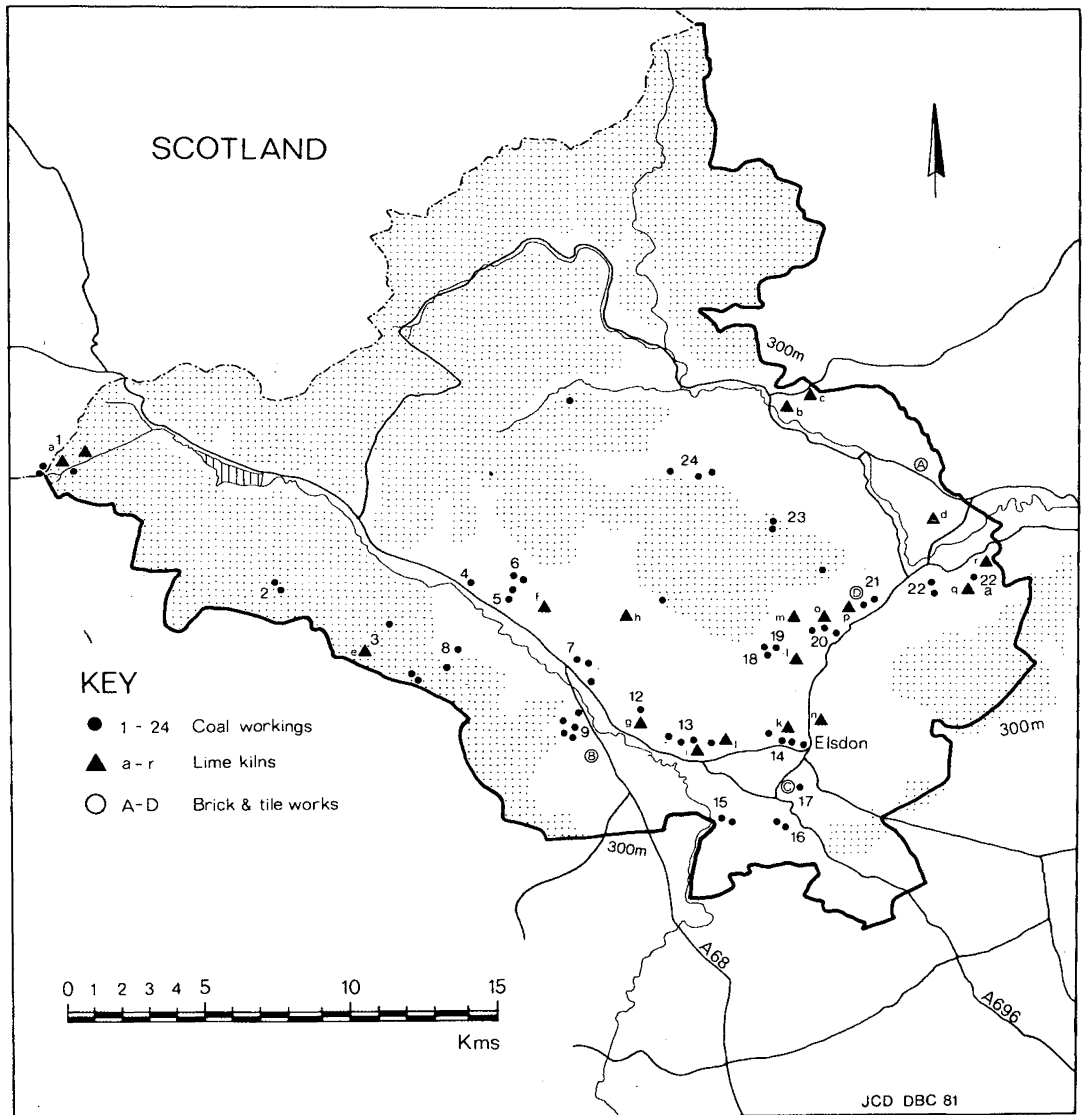 SCOTLAND
300m
c
b
24
1
a
A
23
d
6
4
r
2
5
D
21
22
22
f
q
a
h
m
o
p
3
19
20
e
8
7
18
l
KEY
12
● 1 - 24 Coal workings
g
13
k
n
9
i
14
Elsdon
▲ a - r Lime kilns
B
300m
C
17
○ A - D Brick & tile works
15
16
300m
0 1 2 3 4 5 10 15
Kms
A68
A696
JCD DBC 81